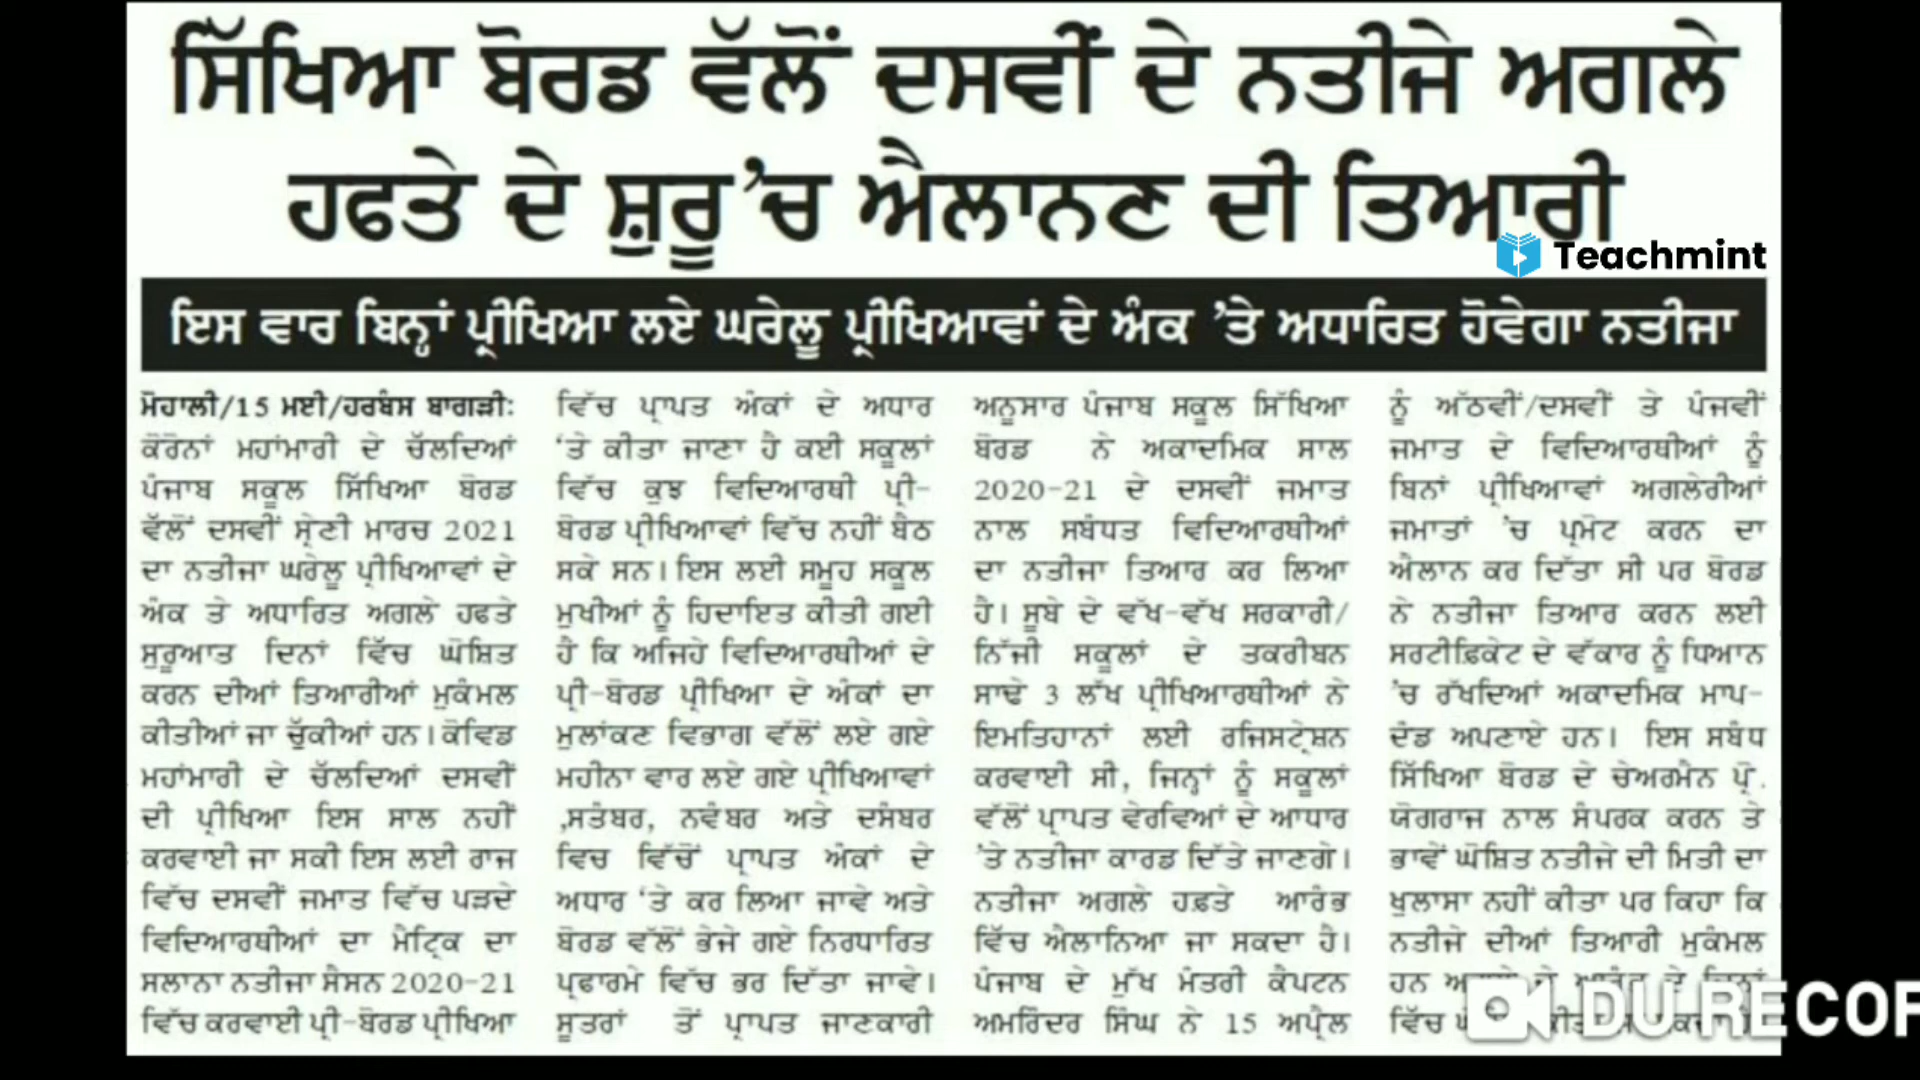 ਸਿੱਖਿਆ ਬੋਰਡ ਵੱਲੋਂ ਦਸਵੀਂ ਦੇ ਨਤੀਜੇ ਅਗਲੇ
ਹਫਤੇ ਦੇ ਸ਼ੁਰੂ 'ਚ ਐਲਾਨਣ ਦੀ ਤਿਆਰੀ
Teachmint
ਇਸ ਵਾਰ ਬਿਨ੍ਹਾਂ ਪ੍ਰੀਖਿਆ ਲਏ ਘਰੇਲੂ ਪ੍ਰੀਖਿਆਵਾਂ ਦੇ ਅੰਕ 'ਤੇ ਅਧਾਰਿਤ ਹੋਵੇਗਾ ਨਤੀਜਾ
ਮੋਹਾਲੀ/15 ਮਈ/ਹਰਬੰਸ ਬਾਗੜੀ:
ਕੋਰੋਨਾਂ ਮਹਾਂਮਾਰੀ ਦੇ ਚੱਲਦਿਆਂ
ਪੰਜਾਬ ਸਕੂਲ ਸਿੱਖਿਆ ਬੋਰਡ
ਵੱਲੋਂ ਦਸਵੀਂ ਸ੍ਰੇਣੀ ਮਾਰਚ 2021
ਦਾ ਨਤੀਜਾ ਘਰੇਲੂ ਪ੍ਰੀਖਿਆਵਾਂ ਦੇ
ਅੰਕ ਤੇ ਅਧਾਰਿਤ ਅਗਲੇ ਹਫਤੇ
ਸ਼ੁਰੂਆਤ ਦਿਨਾਂ ਵਿੱਚ ਘੋਸ਼ਿਤ
ਕਰਨ ਦੀਆਂ ਤਿਆਰੀਆਂ ਮੁਕੰਮਲ
ਕੀਤੀਆਂ ਜਾ ਚੁੱਕੀਆਂ ਹਨ। ਕੋਵਿਡ
ਮਹਾਂਮਾਰੀ ਦੇ ਚੱਲਦਿਆਂ ਦਸਵੀਂ
ਦੀ ਪ੍ਰੀਖਿਆ ਇਸ ਸਾਲ ਨਹੀਂ
ਕਰਵਾਈ ਜਾ ਸਕੀ ਇਸ ਲਈ ਰਾਜ
ਵਿੱਚ ਦਸਵੀਂ ਜਮਾਤ ਵਿੱਚ ਪੜਦੇ
ਵਿਦਿਆਰਥੀਆਂ ਦਾ ਮੈਟ੍ਰਿਕ ਦਾ
ਸਲਾਨਾ ਨਤੀਜਾ ਸੈਸਨ 2020-21
ਵਿੱਚ ਕਰਵਾਈ ਪ੍ਰੀ-ਬੋਰਡ ਪ੍ਰੀਖਿਆ
ਵਿੱਚ ਪ੍ਰਾਪਤ ਅੰਕਾਂ ਦੇ ਅਧਾਰ
'ਤੇ ਕੀਤਾ ਜਾਣਾ ਹੈ ਕਈ ਸਕੂਲਾਂ
ਵਿੱਚ ਕੁਝ ਵਿਦਿਆਰਥੀ ਪ੍ਰੀ-
ਬੋਰਡ ਪ੍ਰੀਖਿਆਵਾਂ ਵਿੱਚ ਨਹੀਂ ਬੈਠ
ਸਕੇ ਸਨ। ਇਸ ਲਈ ਸਮੂਹ ਸਕੂਲ
ਮੁਖੀਆਂ ਨੂੰ ਹਿਦਾਇਤ ਕੀਤੀ ਗਈ
ਹੈ ਕਿ ਅਜਿਹੇ ਵਿਦਿਆਰਥੀਆਂ ਦੇ
ਪ੍ਰੀ-ਬੋਰਡ ਪ੍ਰੀਖਿਆ ਦੇ ਅੰਕਾਂ ਦਾ
ਮੁਲਾਂਕਣ ਵਿਭਾਗ ਵੱਲੋਂ ਲਏ ਗਏ
ਮਹੀਨਾ ਵਾਰ ਲਏ ਗਏ ਪ੍ਰੀਖਿਆਵਾਂ
,ਸਤੰਬਰ, ਨਵੰਬਰ ਅਤੇ ਦਸੰਬਰ
ਵਿਚ ਵਿੱਚੋਂ ਪ੍ਰਾਪਤ ਅੰਕਾਂ ਦੇ
ਅਧਾਰ 'ਤੇ ਕਰ ਲਿਆ ਜਾਵੇ ਅਤੇ
ਬੋਰਡ ਵੱਲੋਂ ਭੇਜੇ ਗਏ ਨਿਰਧਾਰਿਤ
ਪ੍ਰਫਾਰਮੇ ਵਿੱਚ ਭਰ ਦਿੱਤਾ ਜਾਵੇ।
ਸੂਤਰਾਂ ਤੋਂ ਪ੍ਰਾਪਤ ਜਾਣਕਾਰੀ
ਅਨੁਸਾਰ ਪੰਜਾਬ ਸਕੂਲ ਸਿੱਖਿਆ
ਬੋਰਡ ਨੇ ਅਕਾਦਮਿਕ ਸਾਲ
2020-21 ਦੇ ਦਸਵੀਂ ਜਮਾਤ
ਨਾਲ ਸਬੰਧਤ ਵਿਦਿਆਰਥੀਆਂ
ਦਾ ਨਤੀਜਾ ਤਿਆਰ ਕਰ ਲਿਆ
ਹੈ। ਸੂਬੇ ਦੇ ਵੱਖ-ਵੱਖ ਸਰਕਾਰੀ/
ਨਿੱਜੀ ਸਕੂਲਾਂ ਦੇ ਤਕਰੀਬਨ
ਸਾਢੇ 3 ਲੱਖ ਪ੍ਰੀਖਿਆਰਥੀਆਂ ਨੇ
ਇਮਤਿਹਾਨਾਂ ਲਈ ਰਜਿਸਟ੍ਰੇਸ਼ਨ
ਕਰਵਾਈ ਸੀ, ਜਿਨ੍ਹਾਂ ਨੂੰ ਸਕੂਲਾਂ
ਵੱਲੋਂ ਪ੍ਰਾਪਤ ਵੇਰਵਿਆਂ ਦੇ ਆਧਾਰ
'ਤੇ ਨਤੀਜਾ ਕਾਰਡ ਦਿੱਤੇ ਜਾਣਗੇ।
ਨਤੀਜਾ ਅਗਲੇ ਹਫ਼ਤੇ ਆਰੰਭ
ਵਿੱਚ ਐਲਾਨਿਆ ਜਾ ਸਕਦਾ ਹੈ।
ਪੰਜਾਬ ਦੇ ਮੁੱਖ ਮੰਤਰੀ ਕੈਪਟਨ
ਅਮਰਿੰਦਰ ਸਿੰਘ ਨੇ 15 ਅਪ੍ਰੈਲ
ਨੂੰ ਅੱਠਵੀਂ/ਦਸਵੀਂ ਤੇ ਪੰਜਵੀਂ
ਜਮਾਤ ਦੇ ਵਿਦਿਆਰਥੀਆਂ ਨੂੰ
ਬਿਨਾਂ ਪ੍ਰੀਖਿਆਵਾਂ ਅਗਲੇਰੀਆਂ
ਜਮਾਤਾਂ 'ਚ ਪ੍ਰਮੋਟ ਕਰਨ ਦਾ
ਐਲਾਨ ਕਰ ਦਿੱਤਾ ਸੀ ਪਰ ਬੋਰਡ
ਨੇ ਨਤੀਜਾ ਤਿਆਰ ਕਰਨ ਲਈ
ਸਰਟੀਫ਼ਿਕੇਟ ਦੇ ਵੱਕਾਰ ਨੂੰ ਧਿਆਨ
'ਚ ਰੱਖਦਿਆਂ ਅਕਾਦਮਿਕ ਮਾਪ-
ਦੰਡ ਅਪਣਾਏ ਹਨ। ਇਸ ਸਬੰਧ
ਸਿੱਖਿਆ ਬੋਰਡ ਦੇ ਚੇਅਰਮੈਨ ਪ੍ਰੋ.
ਯੋਗਰਾਜ ਨਾਲ ਸੰਪਰਕ ਕਰਨ ਤੇ
ਭਾਵੇਂ ਘੋਸ਼ਿਤ ਨਤੀਜੇ ਦੀ ਮਿਤੀ ਦਾ
ਖੁਲਾਸਾ ਨਹੀਂ ਕੀਤਾ ਪਰ ਕਿਹਾ ਕਿ
ਨਤੀਜੇ ਦੀਆਂ ਤਿਆਰੀ ਮੁਕੰਮਲ
ਹਨ
ਵਿੱਚ
DU RECOR